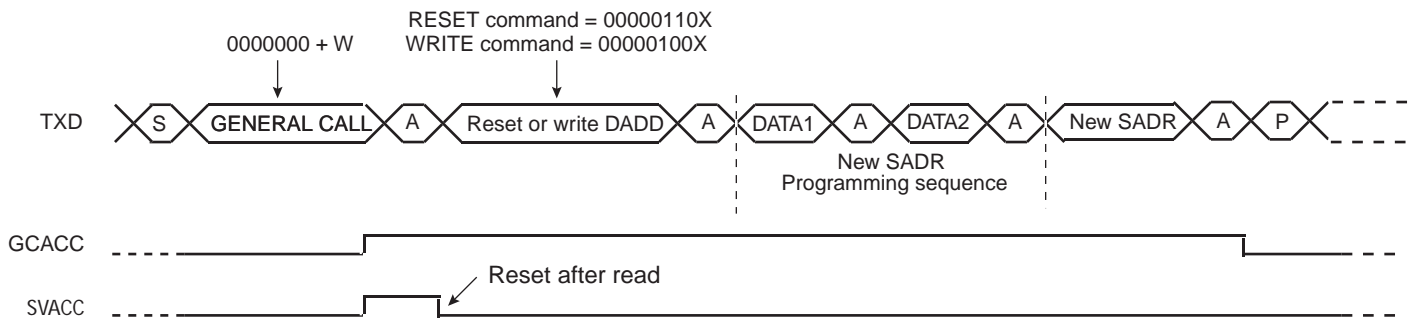 RESET command = 00000110X
0000000 + W
WRITE command = 00000100X
TXD
S
GENERAL CALL
A
Reset or write DADD
A
DATA1
A
DATA2
A
New SADR
A
P
New SADR
Programming sequence
GCACC
Reset after read
SVACC